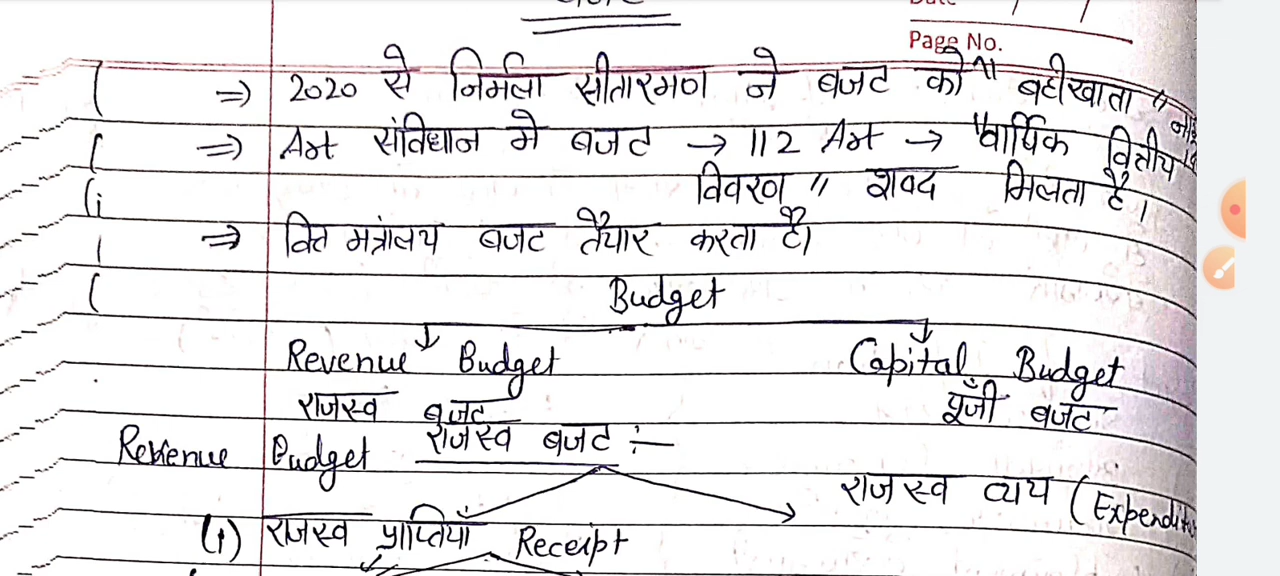 Page No.
⇒ 2020 से निर्मला सीतारमण ने बजट को "बहीखाता"
⇒ Art संविधान मे बजट → 112 Art → "वार्षिक वित्तीय
विवरण" शब्द मिलता है।
⇒ वित मंत्रालय बजट तैयार करता है।
Budget
Revenue Budget Capital Budget
राजस्व बजट पूँजी बजट
Revenue Budget राजस्व बजट :-
राजस्व व्यय (Expenditu
(1) राजस्व प्राप्तियाँ Receipt